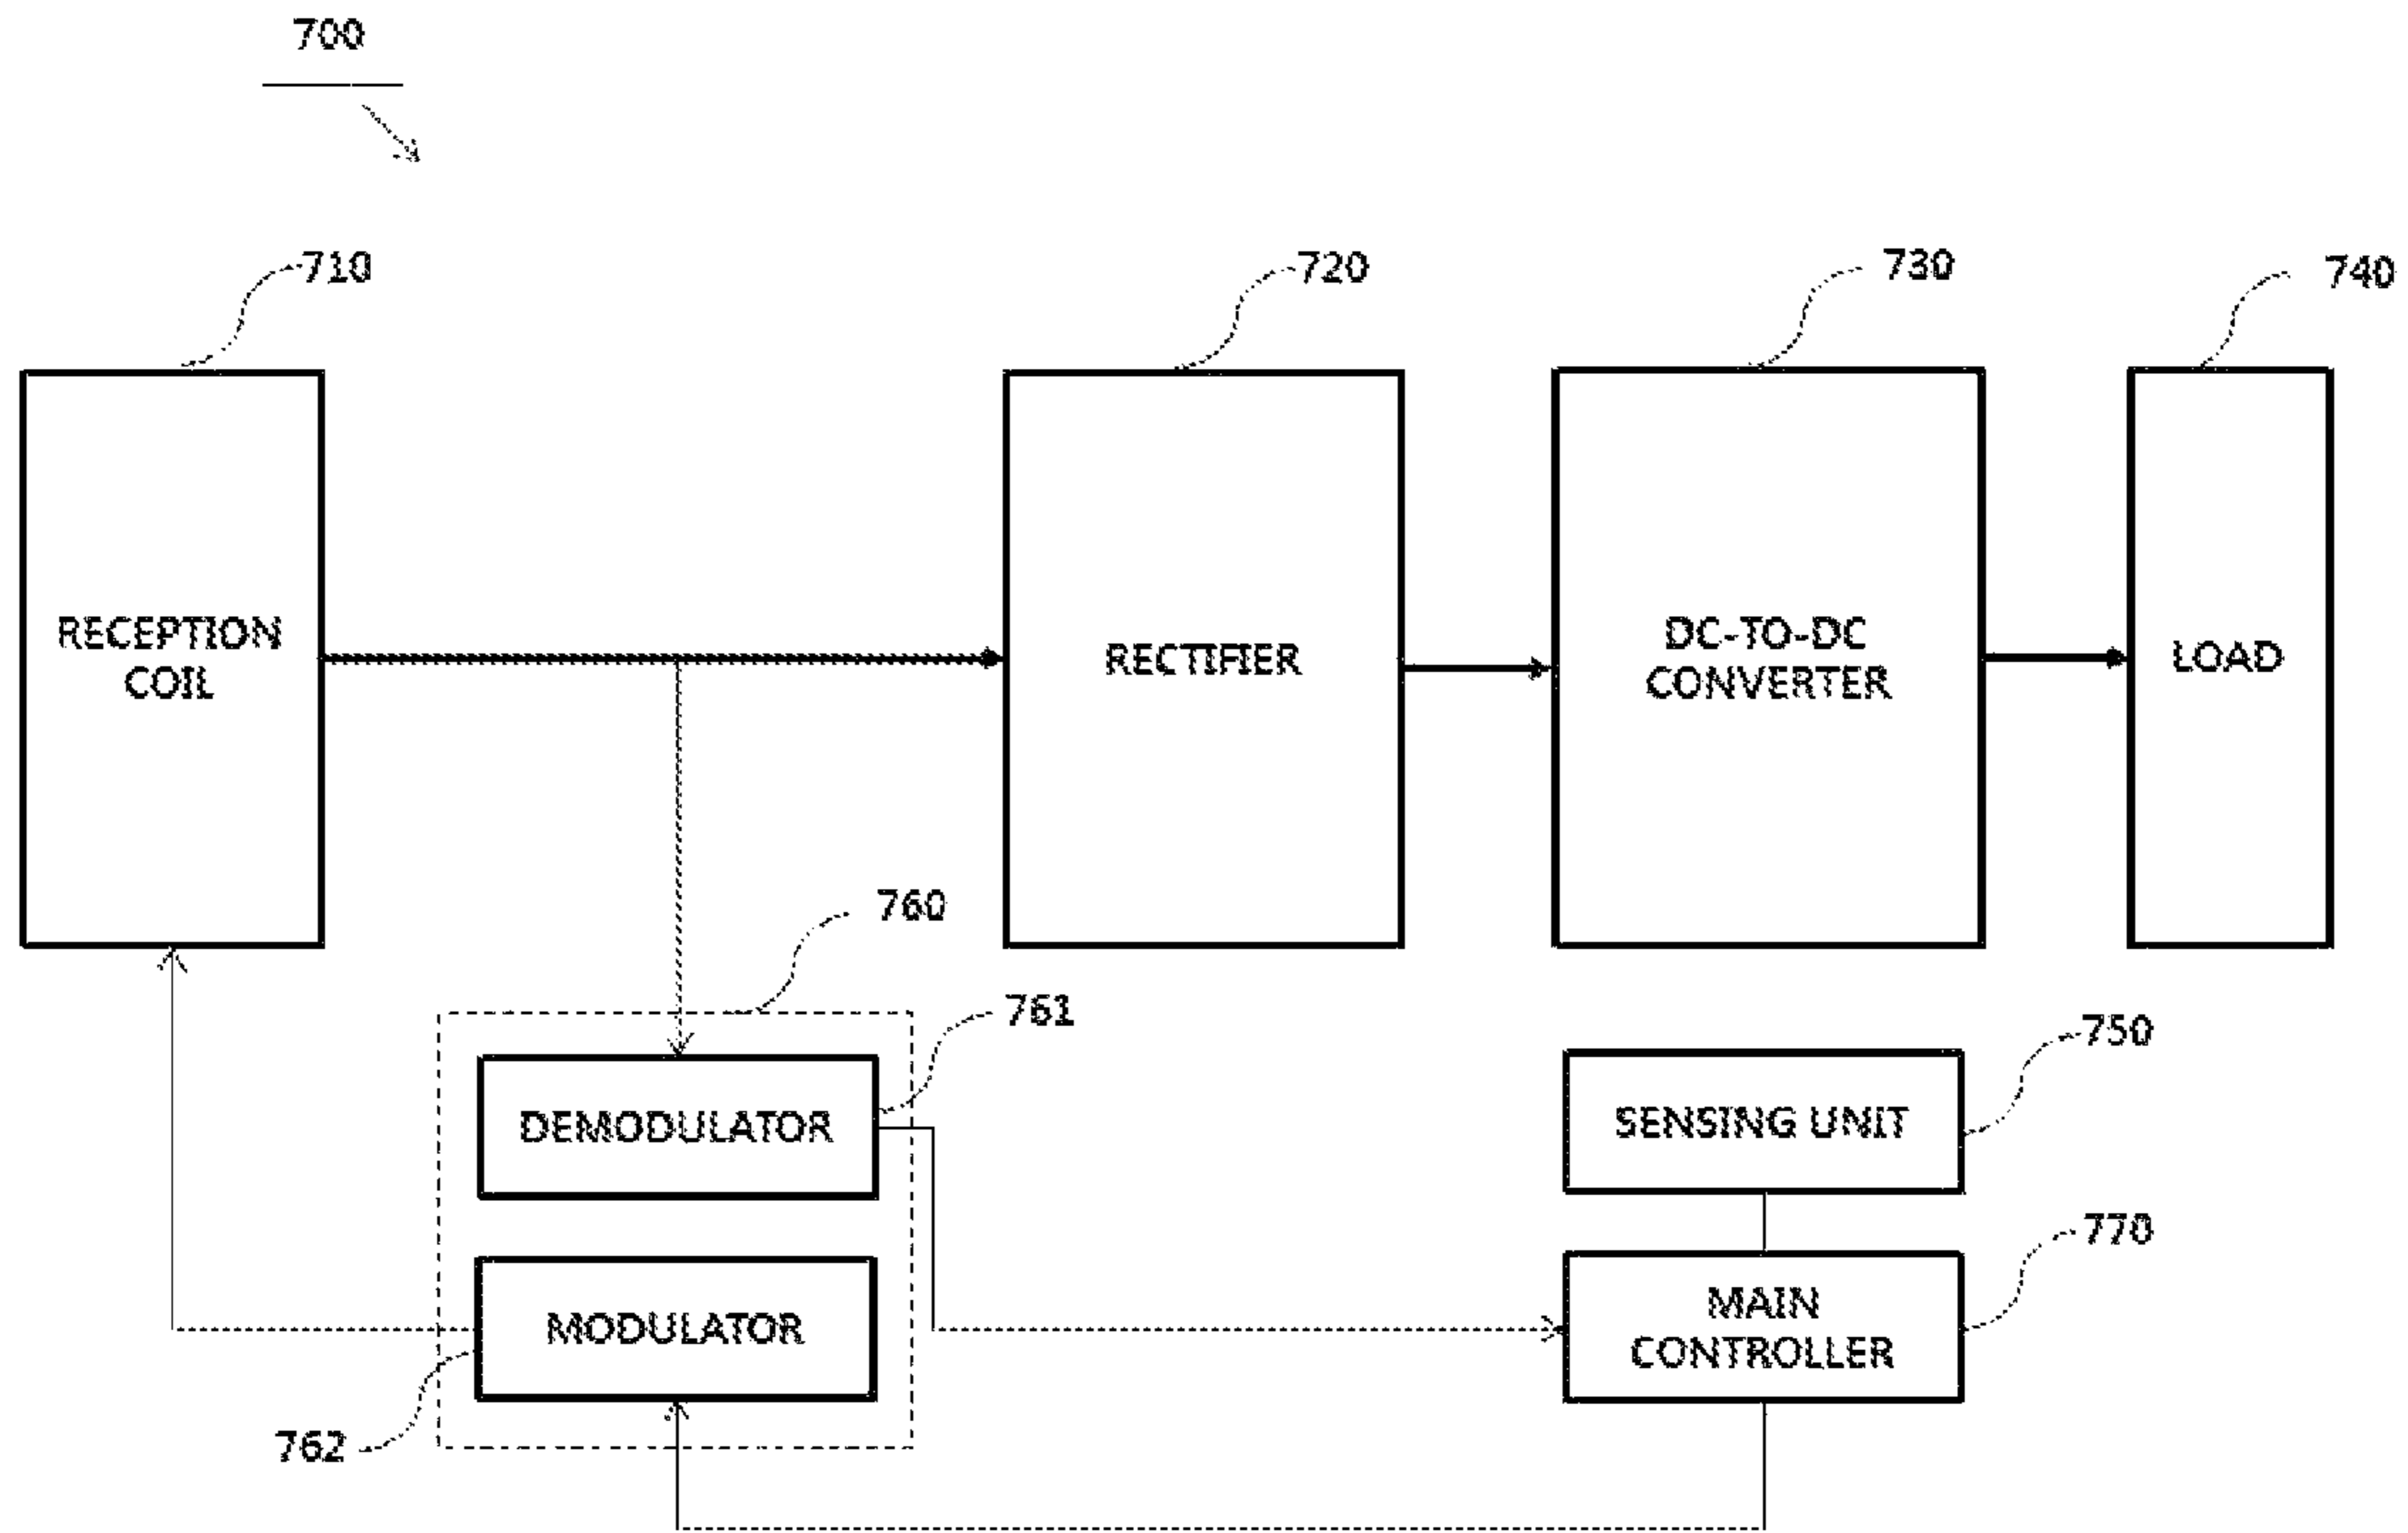 700
710
720
730
740
RECEPTION
COIL
RECTIFIER
DC-TO-DC
CONVERTER
LOAD
760
761
750
DEMODULATOR
SENSING UNIT
770
MODULATOR
MAIN
CONTROLLER
762